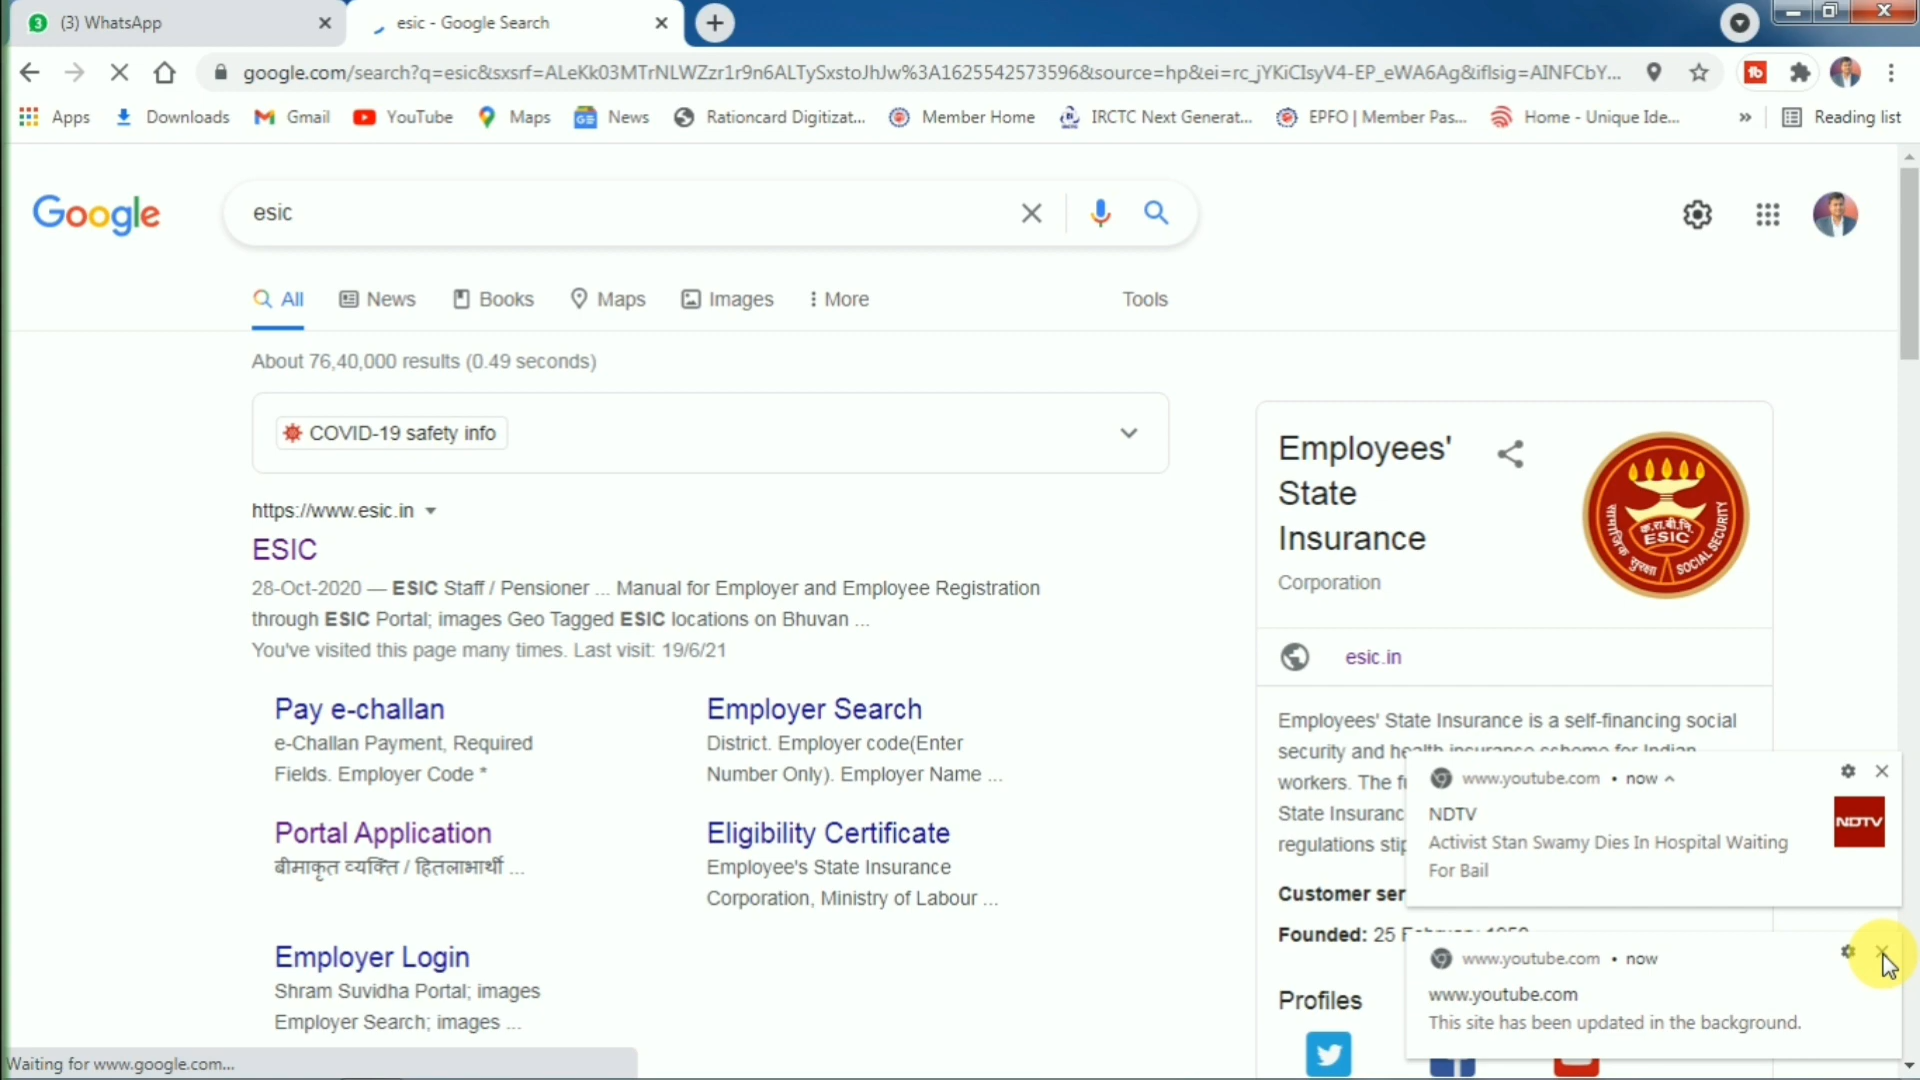 (3) WhatsApp
esic - Google Search
google.com/search?q=esic&sxsrf=ALeKk03MTrNLWZzr1r9n6ALTySxstoJhJw%3A1625542573596&source=hp&ei=rc_jYKiCIsyV4-EP_eWA6Ag&iflsig=AINFCbY...
Apps Downloads Gmail YouTube Maps News Rationcard Digitizat... Member Home IRCTC Next Generat... EPFO | Member Pas... Home - Unique Ide... » Reading list
Google
esic
All News Books Maps Images More Tools
About 76,40,000 results (0.49 seconds)
COVID-19 safety info
https://www.esic.in
ESIC
28-Oct-2020 — ESIC Staff / Pensioner ... Manual for Employer and Employee Registration
through ESIC Portal; images Geo Tagged ESIC locations on Bhuvan ...
You've visited this page many times. Last visit: 19/6/21
Pay e-challan
e-Challan Payment, Required
Fields. Employer Code *
Employer Search
District. Employer code(Enter
Number Only). Employer Name ...
Portal Application
बीमाकृत व्यक्ति / हितलाभार्थी ...
Eligibility Certificate
Employee's State Insurance
Corporation, Ministry of Labour ...
Employer Login
Shram Suvidha Portal; images
Employer Search; images ...
Employees'
State
Insurance
Corporation
क.रा.बी.नि.
ESIC
सामाजिक सुरक्षा
SOCIAL SECURITY
esic.in
Employees' State Insurance is a self-financing social
security and health insurance scheme for Indian
workers. The
State Insuranc
regulations
Customer ser
Founded: 25 February
Profiles
www.youtube.com • now
NDTV
Activist Stan Swamy Dies In Hospital Waiting
For Bail
NDTV
www.youtube.com • now
www.youtube.com
This site has been updated in the background.
Waiting for www.google.com...